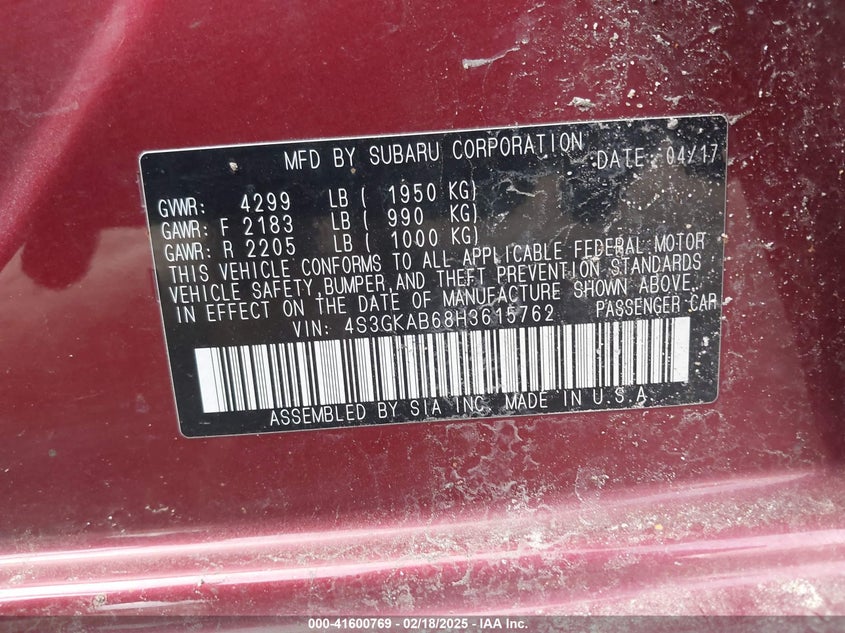 MFD BY SUBARU CORPORATION DATE: 04/17
GVWR: 4299 LB ( 1950 KG)
GAWR: F 2183 LB ( 990 KG)
GAWR: R 2205 LB ( 1000 KG)
THIS VEHICLE CONFORMS TO ALL APPLICABLE FEDERAL MOTOR
VEHICLE SAFETY, BUMPER, AND THEFT PREVENTION STANDARDS
IN EFFECT ON THE DATE OF MANUFACTURE SHOWN ABOVE.
VIN: 4S3GKAB68H3615762 PASSENGER CAR
ASSEMBLED BY SIA INC. MADE IN U.S.A.
000-41600769 - 02/18/2025 - IAA Inc.